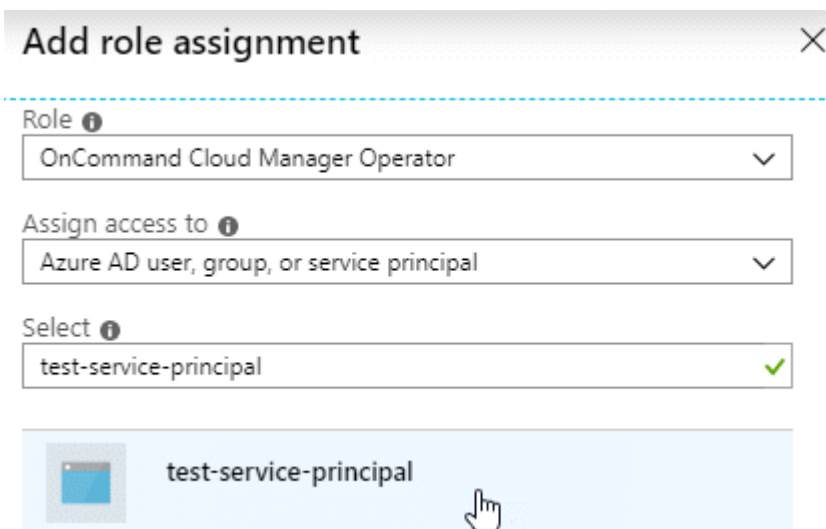 Add role assignment
Role
OnCommand Cloud Manager Operator
Assign access to
Azure AD user, group, or service principal
Select
test-service-principal
test-service-principal